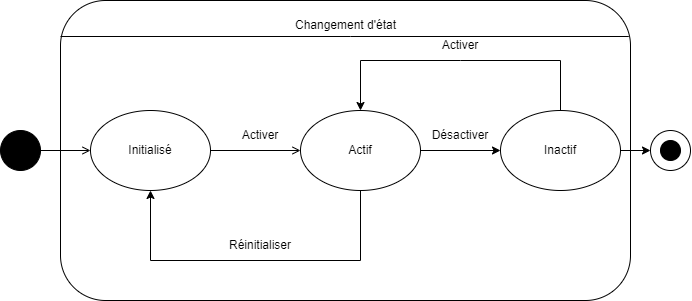 Changement d'état
Activer
Initialisé
Activer
Actif
Désactiver
Inactif
Réinitialiser